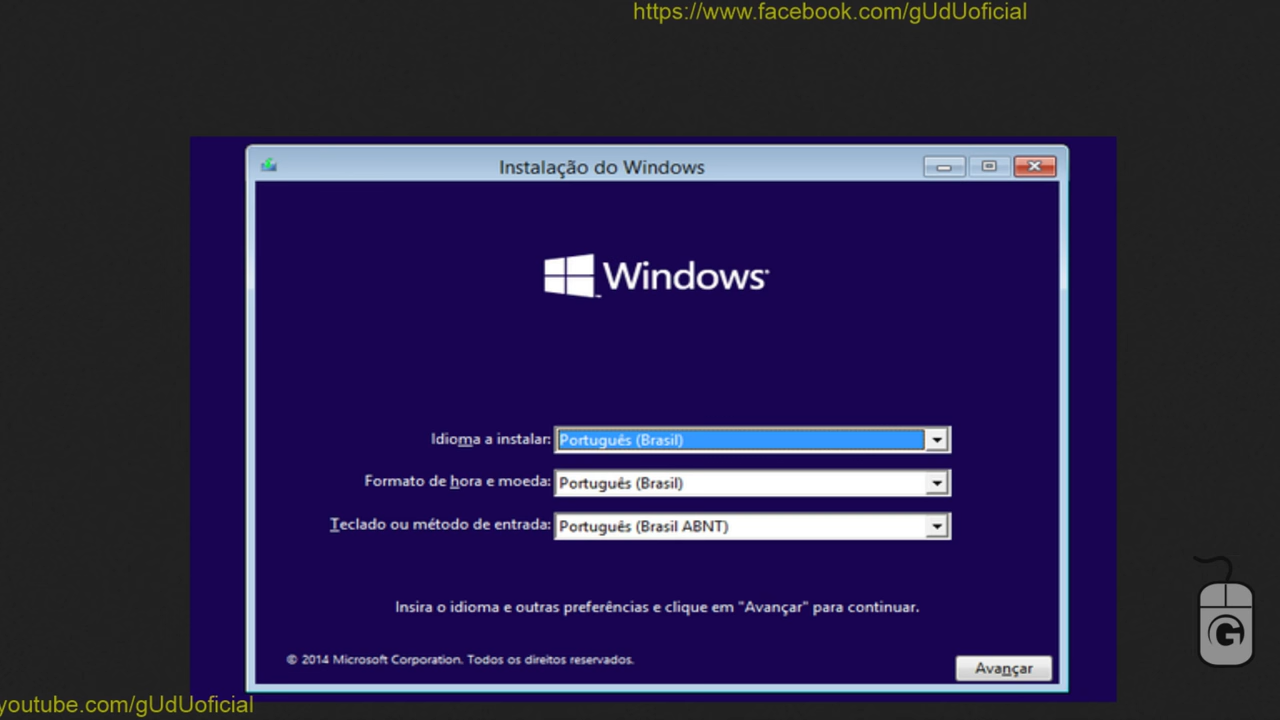 https://www.facebook.com/gUdUoficial
Instalação do Windows
Windows
Idioma a instalar: Português (Brasil)
Formato de hora e moeda: Português (Brasil)
Teclado ou método de entrada: Português (Brasil ABNT)
Insira o idioma e outras preferências e clique em "Avançar" para continuar.
© 2014 Microsoft Corporation. Todos os direitos reservados.
Avançar
youtube.com/gUdUoficial
G